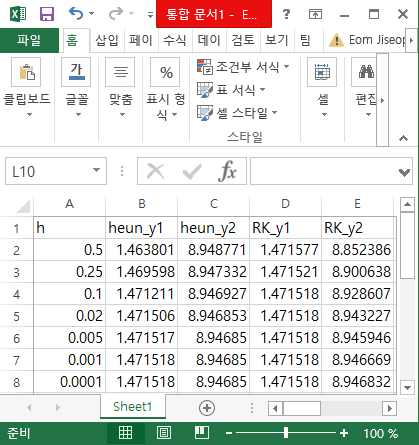 통합 문서1 - E...
파일 홈 삽입 페이 수식 데이 검토 보기 팀 Eom Jiseop
클립보드 글꼴 맞춤 표시 형식 조건부 서식 표 서식 셀 스타일 셀 편집
스타일
L10 fx
A B C D E
1 h heun_y1 heun_y2 RK_y1 RK_y2
2 0.5 1.463801 8.948771 1.471577 8.852386
3 0.25 1.469598 8.947332 1.471521 8.900638
4 0.1 1.471211 8.946927 1.471518 8.928607
5 0.02 1.471506 8.946853 1.471518 8.943227
6 0.005 1.471517 8.94685 1.471518 8.945946
7 0.001 1.471518 8.94685 1.471518 8.946669
8 0.0001 1.471518 8.94685 1.471518 8.946832
Sheet1
준비 100 %